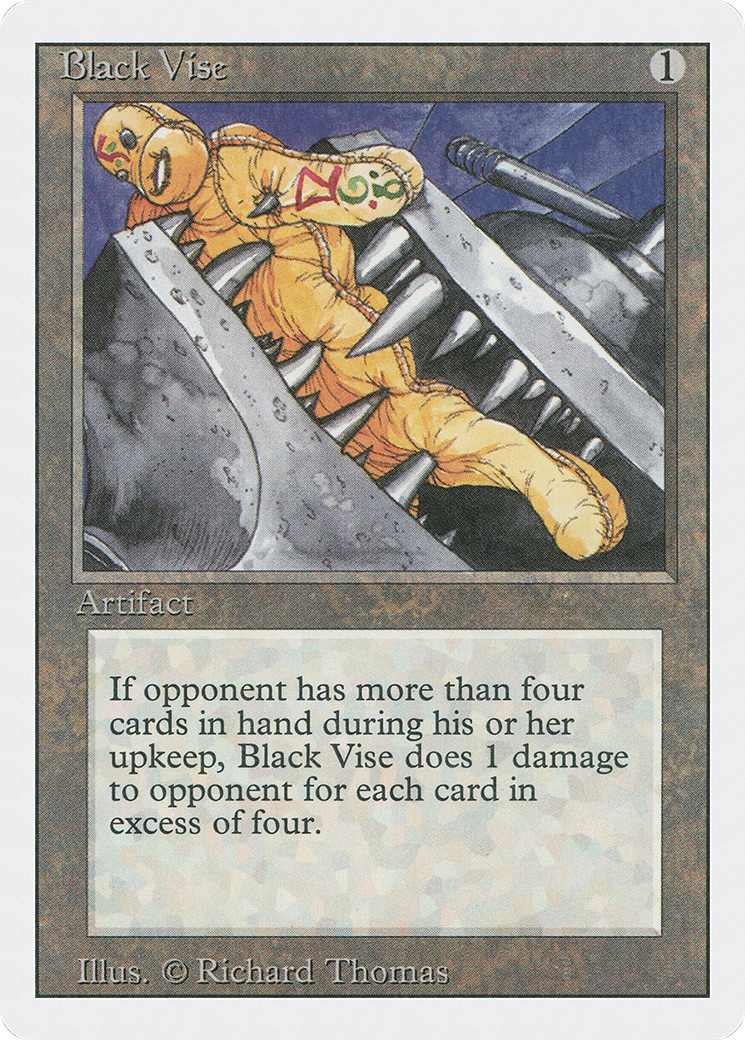 Black Vise
1
Artifact
If opponent has more than four
cards in hand during his or her
upkeep, Black Vise does 1 damage
to opponent for each card in
excess of four.
Illus. © Richard Thomas